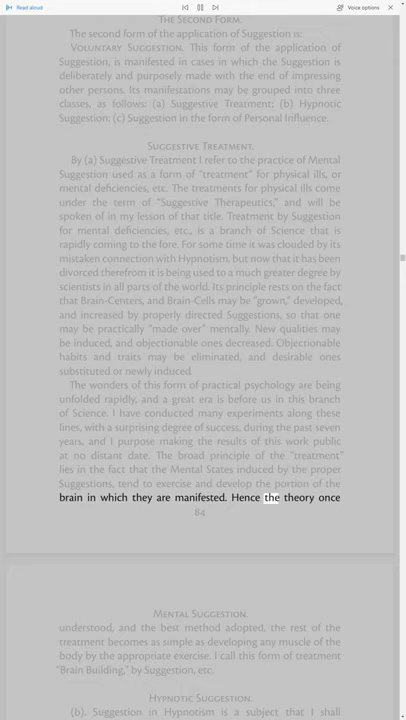 Read aloud
Voice options
THE SECOND FORM.
The second form of the application of Suggestion is:
VOLUNTARY SUGGESTION. This form of the application of
Suggestion, is manifested in cases in which the Suggestion is
deliberately and purposely made with the end of impressing
other persons. Its manifestations may be grouped into three
classes, as follows: (a) Suggestive Treatment; (b) Hypnotic
Suggestion; (c) Suggestion in the form of Personal Influence.
SUGGESTIVE TREATMENT.
By (a) Suggestive Treatment I refer to the practice of Mental
Suggestion used as a form of “treatment” for physical ills, or
mental deficiencies, etc. The treatments for physical ills come
under the term of “Suggestive Therapeutics,” and will be
spoken of in my lesson of that title. Treatment by Suggestion
for mental deficiencies, etc., is a branch of Science that is
rapidly coming to the fore. For some time it was clouded by its
mistaken connection with Hypnotism, but now that it has been
divorced therefrom it is being used to a much greater degree by
scientists in all parts of the world. Its principle rests on the fact
that Brain-Centers, and Brain-Cells may be “grown,” developed,
and increased by properly directed Suggestions, so that one
may be practically “made over” mentally. New qualities may
be induced, and objectionable ones decreased. Objectionable
habits and traits may be eliminated, and desirable ones
substituted or newly induced.
The wonders of this form of practical psychology are being
unfolded rapidly, and a great era is before us in this branch
of Science. I have conducted many experiments along these
lines, with a surprising degree of success, during the past seven
years, and I purpose making the results of this work public
at no distant date. The broad principle of the “treatment”
lies in the fact that the Mental States induced by the proper
Suggestions, tend to exercise and develop the portion of the
brain in which they are manifested. Hence the theory once
84
MENTAL SUGGESTION.
understood, and the best method adopted, the rest of the
treatment becomes as simple as developing any muscle of the
body by the appropriate exercise. I call this form of treatment
“Brain Building,” by Suggestion, etc.
HYPNOTIC SUGGESTION.
(b). Suggestion in Hypnotism is a subject that I shall